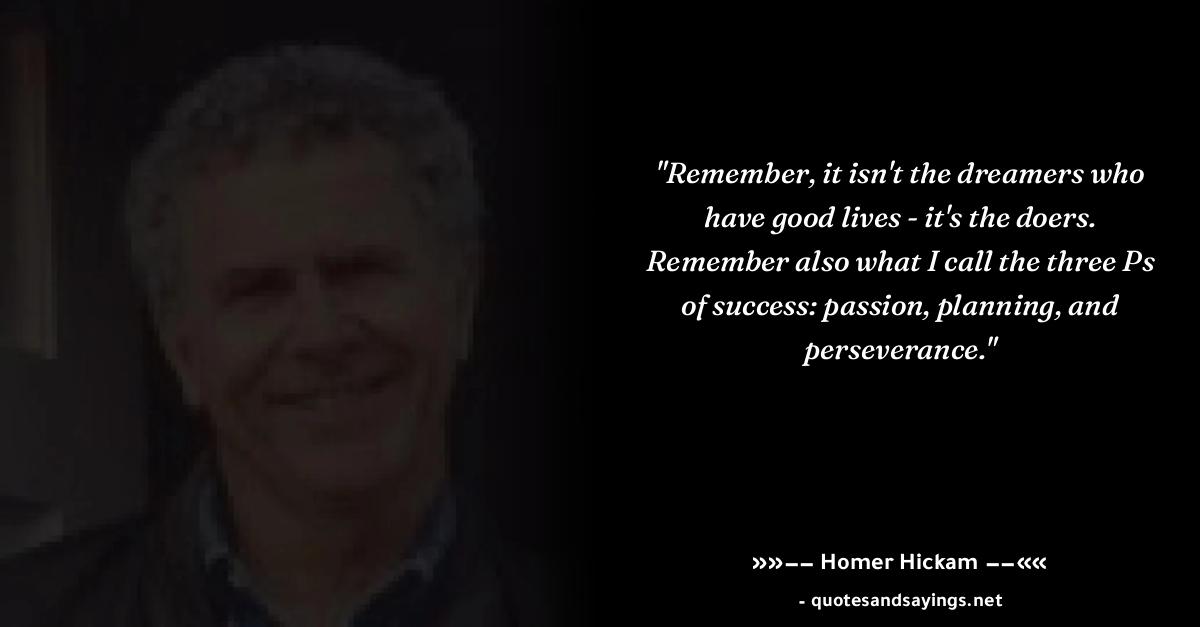 "Remember, it isn't the dreamers who
have good lives - it's the doers.
Remember also what I call the three Ps
of success: passion, planning, and
perseverance."
»»−− Homer Hickam −−««
- quotesandsayings.net